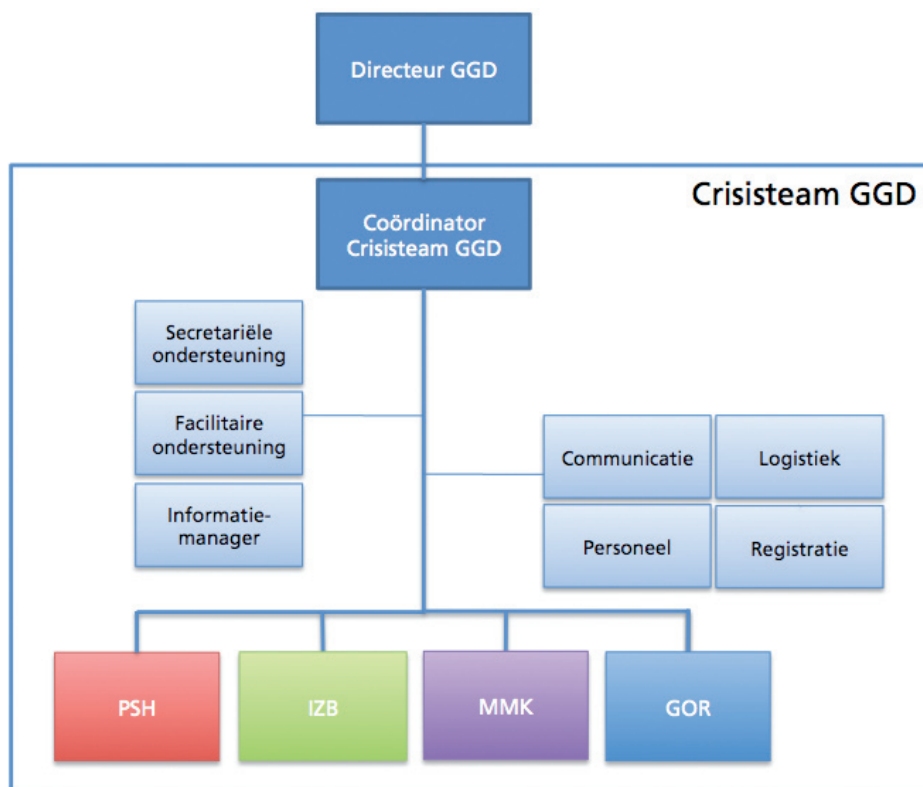 Directeur GGD
Crisisteam GGD
Coördinator
Crisisteam GGD
Secretariële
ondersteuning
Facilitaire
ondersteuning
Informatie-
manager
Communicatie
Logistiek
Personeel
Registratie
PSH
IZB
MMK
GOR